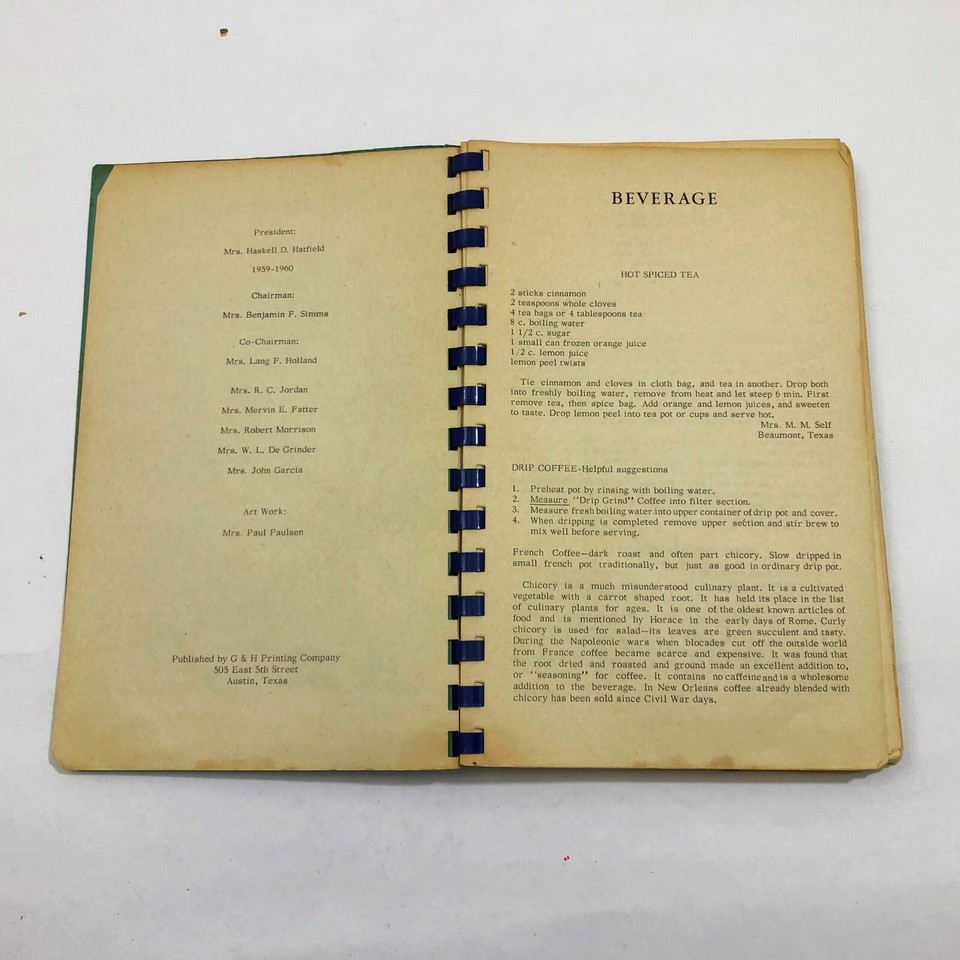 President:
Mrs. Haskell D. Hatfield
1959-1960
Chairman:
Mrs. Benjamin F. Simms
Co-Chairman:
Mrs. Lang F. Holland
Mrs. R. C. Jordan
Mrs. Mervin E. Fatter
Mrs. Robert Morrison
Mrs. W. L. De Grinder
Mrs. John Garcia
Art Work:
Mrs. Paul Paulsen
Published by G & H Printing Company
505 East 5th Street
Austin, Texas
BEVERAGE
HOT SPICED TEA
2 sticks cinnamon
2 teaspoons whole cloves
4 tea bags or 4 tablespoons tea
8 c. boiling water
1 1/2 c. sugar
1 small can frozen orange juice
1/2 c. lemon juice
lemon peel twists
Tie cinnamon and cloves in cloth bag, and tea in another. Drop both
into freshly boiling water, remove from heat and let steep 6 min. First
remove tea, then spice bag. Add orange and lemon juices, and sweeten
to taste. Drop lemon peel into tea pot or cups and serve hot.
Mrs. M. M. Self
Beaumont, Texas
DRIP COFFEE-Helpful suggestions
1. Preheat pot by rinsing with boiling water.
2. Measure "Drip Grind" Coffee into filter section.
3. Measure fresh boiling water into upper container of drip pot and cover.
4. When dripping is completed remove upper section and stir brew to
mix well before serving.
French Coffee—dark roast and often part chicory. Slow dripped in
small french pot traditionally, but just as good in ordinary drip pot.
Chicory is a much misunderstood culinary plant. It is a cultivated
vegetable with a carrot shaped root. It has held its place in the list
of culinary plants for ages. It is one of the oldest known articles of
food and is mentioned by Horace in the early days of Rome. Curly
chicory is used for salad—its leaves are green succulent and tasty.
During the Napoleonic wars when blocades cut off the outside world
from France coffee became scarce and expensive. It was found that
the root dried and roasted and ground made an excellent addition to,
or "seasoning" for coffee. It contains no caffeine and is a wholesome
addition to the beverage. In New Orleans coffee already blended with
chicory has been sold since Civil War days.